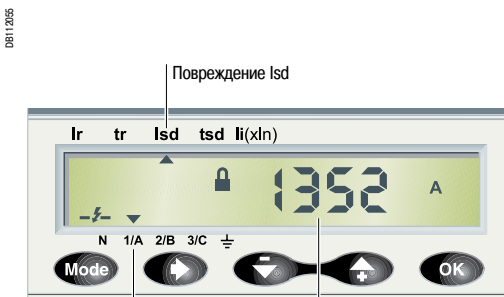 DB112055
Повреждение Isd
Ir tr Isd tsd Ii(xIn)
1352 A
N 1/A 2/B 3/C
Mode OK